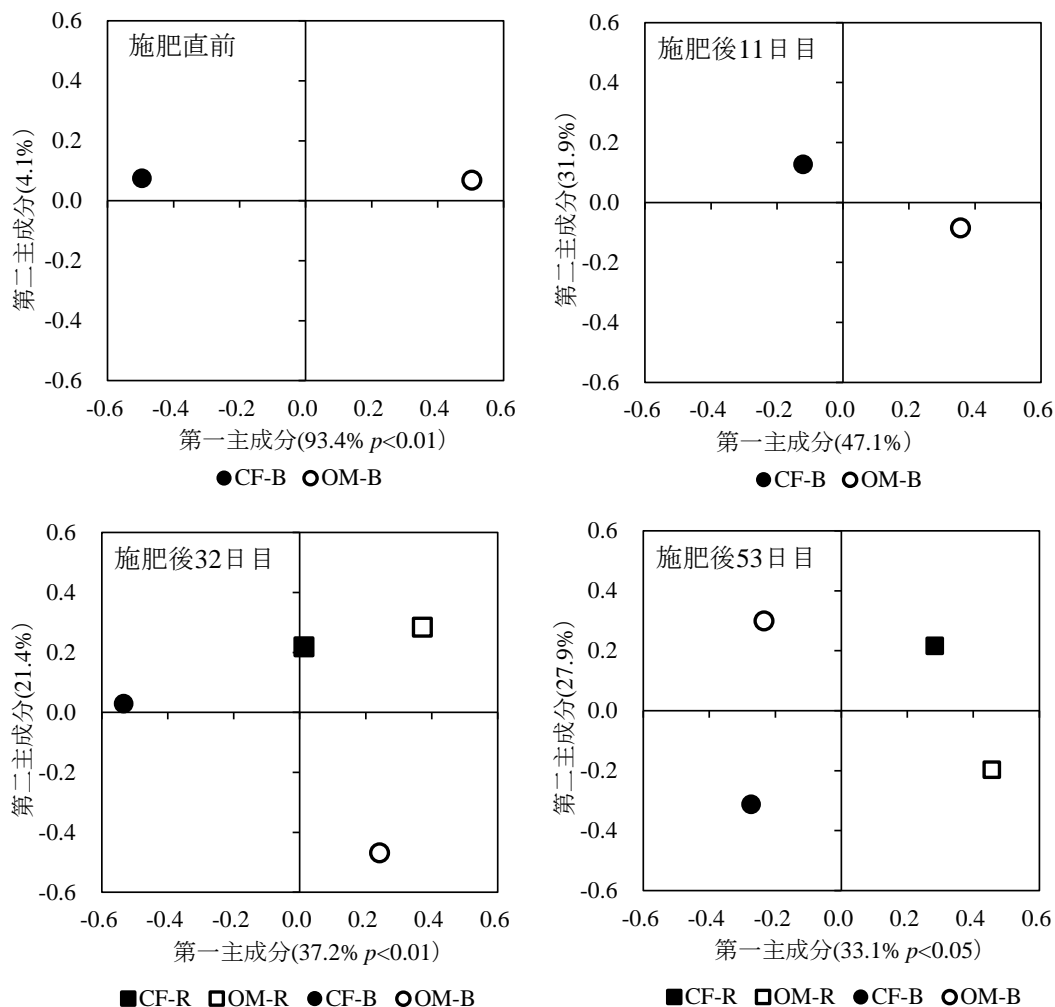 施肥直前
0.6
0.4
0.2
0.0
-0.2
-0.4
-0.6
-0.6 -0.4 -0.2 0.0 0.2 0.4 0.6
第二主成分(4.1%)
第一主成分(93.4% p<0.01)
●CF-B ○OM-B
施肥後11日目
0.6
0.4
0.2
0.0
-0.2
-0.4
-0.6
-0.6 -0.4 -0.2 0.0 0.2 0.4 0.6
第二主成分(31.9%)
第一主成分(47.1%)
●CF-B ○OM-B
施肥後32日目
0.6
0.4
0.2
0.0
-0.2
-0.4
-0.6
-0.6 -0.4 -0.2 0.0 0.2 0.4 0.6
第二主成分(21.4%)
第一主成分(37.2% p<0.01)
■CF-R □OM-R ●CF-B ○OM-B
施肥後53日目
0.6
0.4
0.2
0.0
-0.2
-0.4
-0.6
-0.6 -0.4 -0.2 0.0 0.2 0.4 0.6
第二主成分(27.9%)
第一主成分(33.1% p<0.05)
■CF-R □OM-R ●CF-B ○OM-B